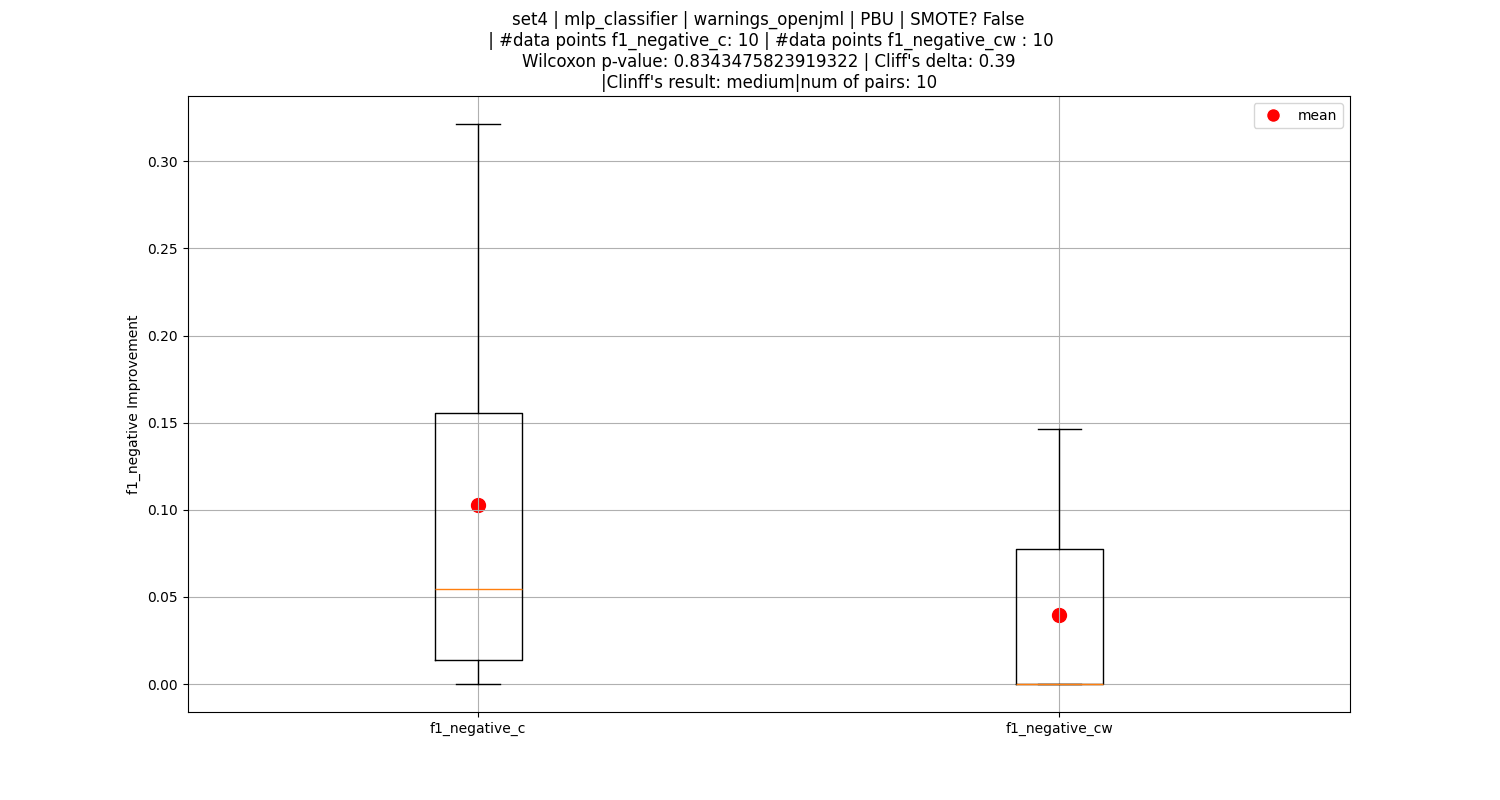 set4 | mlp_classifier | warnings_openjml | PBU | SMOTE? False
| #data points f1_negative_c: 10 | #data points f1_negative_cw : 10
Wilcoxon p-value: 0.8343475823919322 | Cliff's delta: 0.39
|Clinff's result: medium|num of pairs: 10
mean
0.30
0.25
0.20
0.15
0.10
0.05
0.00
f1_negative Improvement
f1_negative_c
f1_negative_cw